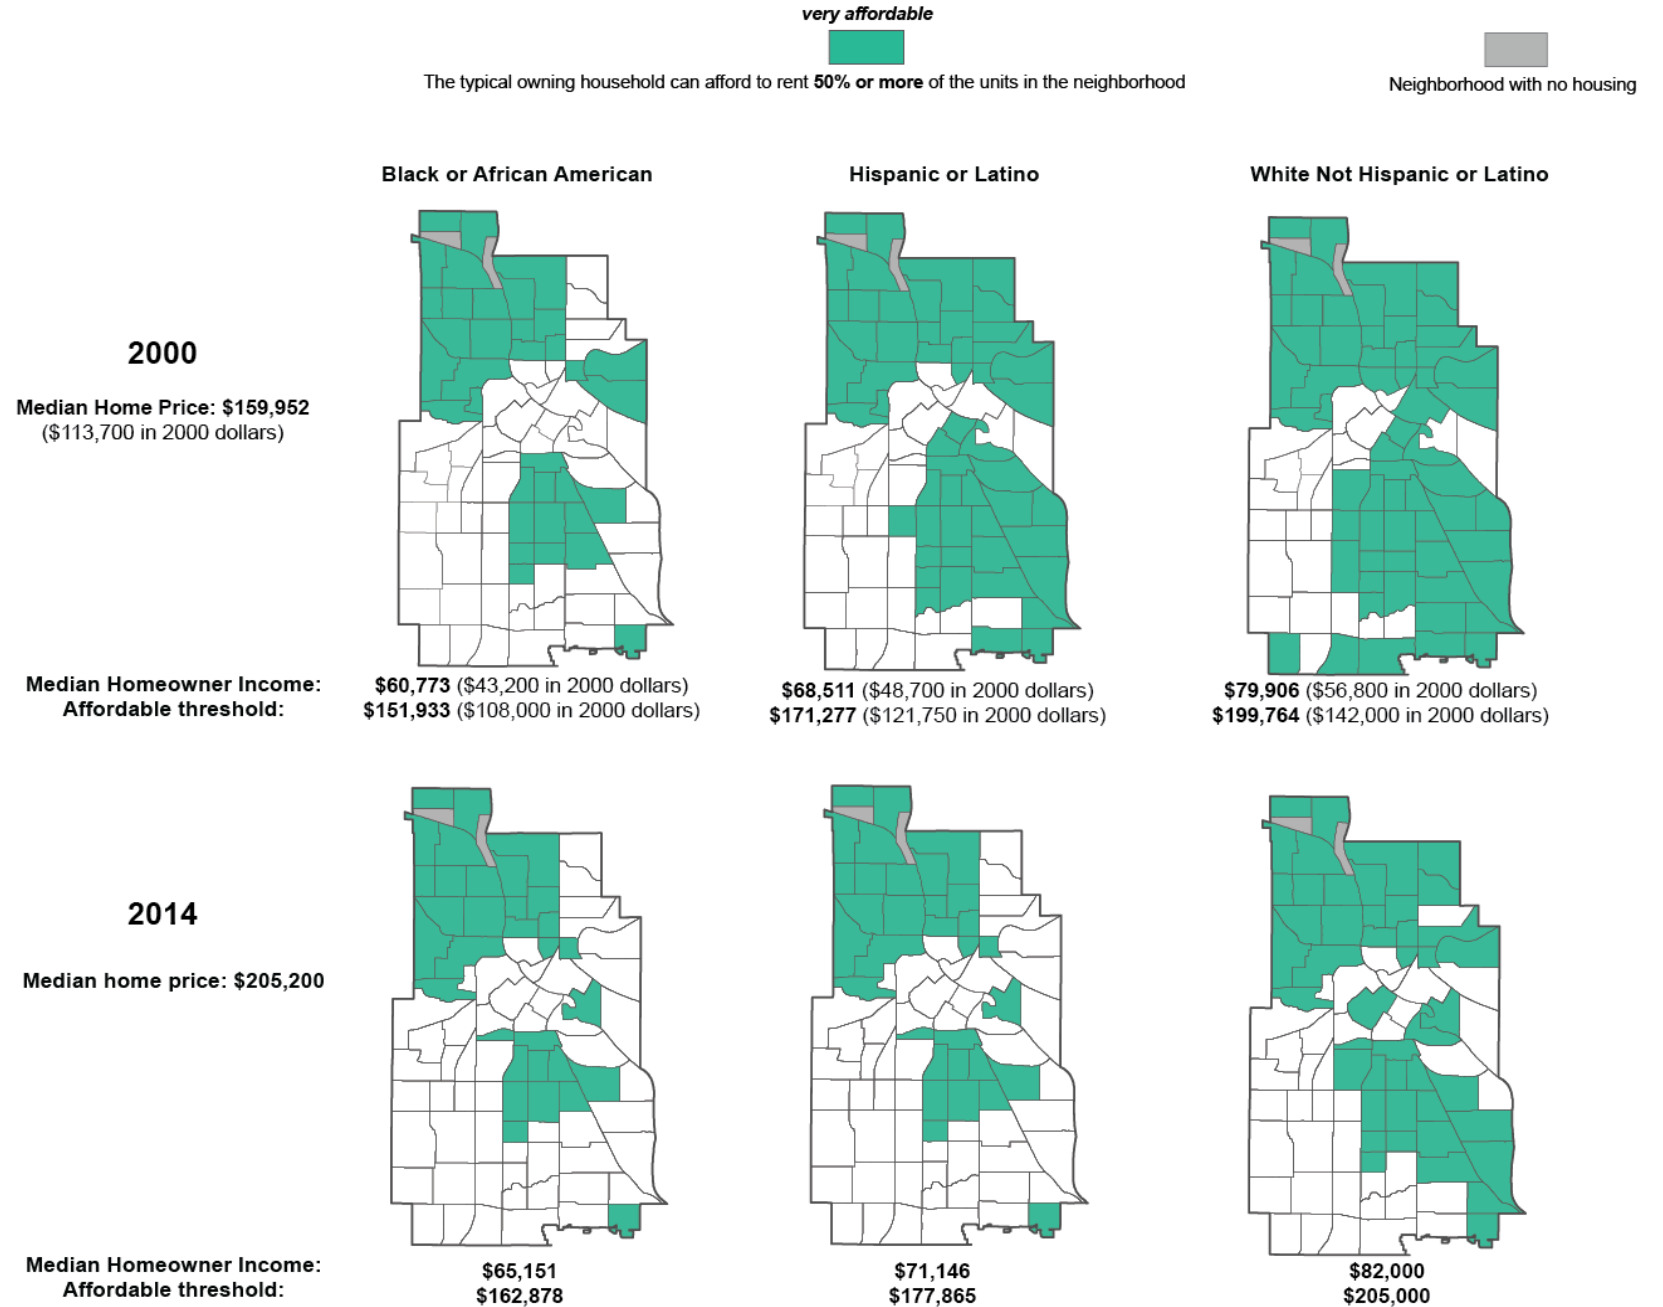 very affordable
The typical owning household can afford to rent 50% or more of the units in the neighborhood
Neighborhood with no housing
Black or African American
Hispanic or Latino
White Not Hispanic or Latino
2000
Median Home Price: $159,952
($113,700 in 2000 dollars)
Median Homeowner Income:
Affordable threshold:
$60,773 ($43,200 in 2000 dollars)
$151,933 ($108,000 in 2000 dollars)
$68,511 ($48,700 in 2000 dollars)
$171,277 ($121,750 in 2000 dollars)
$79,906 ($56,800 in 2000 dollars)
$199,764 ($142,000 in 2000 dollars)
2014
Median home price: $205,200
Median Homeowner Income:
Affordable threshold:
$65,151
$162,878
$71,146
$177,865
$82,000
$205,000